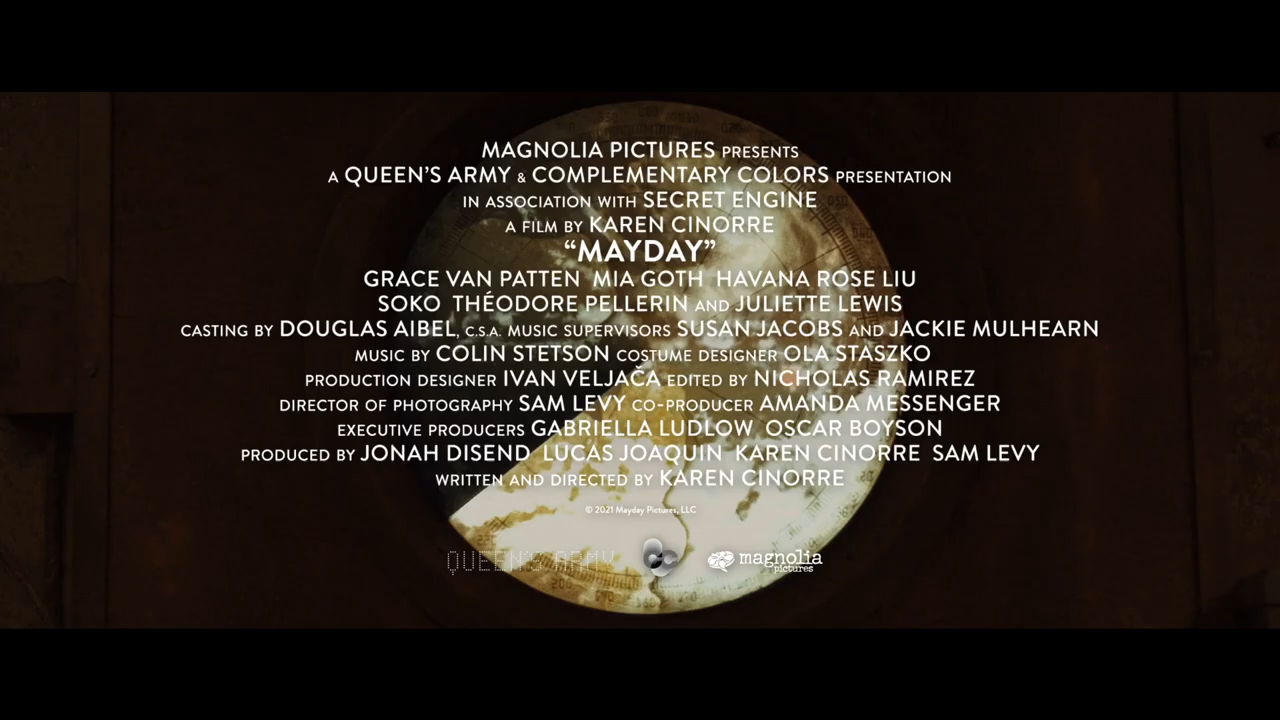 MAGNOLIA PICTURES PRESENTS
A QUEEN'S ARMY & COMPLEMENTARY COLORS PRESENTATION
IN ASSOCIATION WITH SECRET ENGINE
A FILM BY KAREN CINORRE
“MAYDAY”
GRACE VAN PATTEN MIA GOTH HAVANA ROSE LIU
SOKO THÉODORE PELLERIN AND JULIETTE LEWIS
CASTING BY DOUGLAS AIBEL, C.S.A. MUSIC SUPERVISORS SUSAN JACOBS AND JACKIE MULHEARN
MUSIC BY COLIN STETSON COSTUME DESIGNER OLA STASZKO
PRODUCTION DESIGNER IVAN VELJAČA EDITED BY NICHOLAS RAMIREZ
DIRECTOR OF PHOTOGRAPHY SAM LEVY CO-PRODUCER AMANDA MESSENGER
EXECUTIVE PRODUCERS GABRIELLA LUDLOW OSCAR BOYSON
PRODUCED BY JONAH DISEND LUCAS JOAQUIN KAREN CINORRE SAM LEVY
WRITTEN AND DIRECTED BY KAREN CINORRE
© 2021 Mayday Pictures, LLC
QUEEN'S ARMY CC magnolia pictures